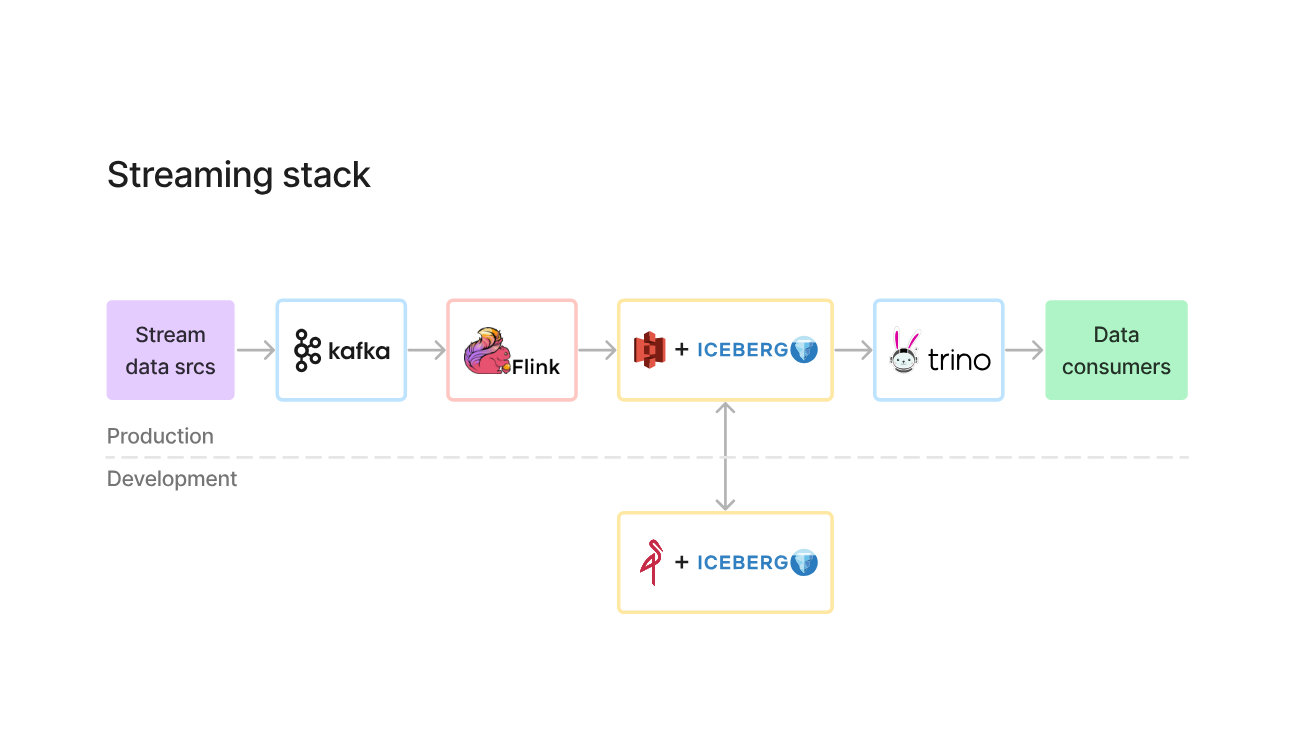 Streaming stack
Stream
data srcs
kafka
Flink
+ ICEBERG
trino
Data
consumers
Production
Development
+ ICEBERG